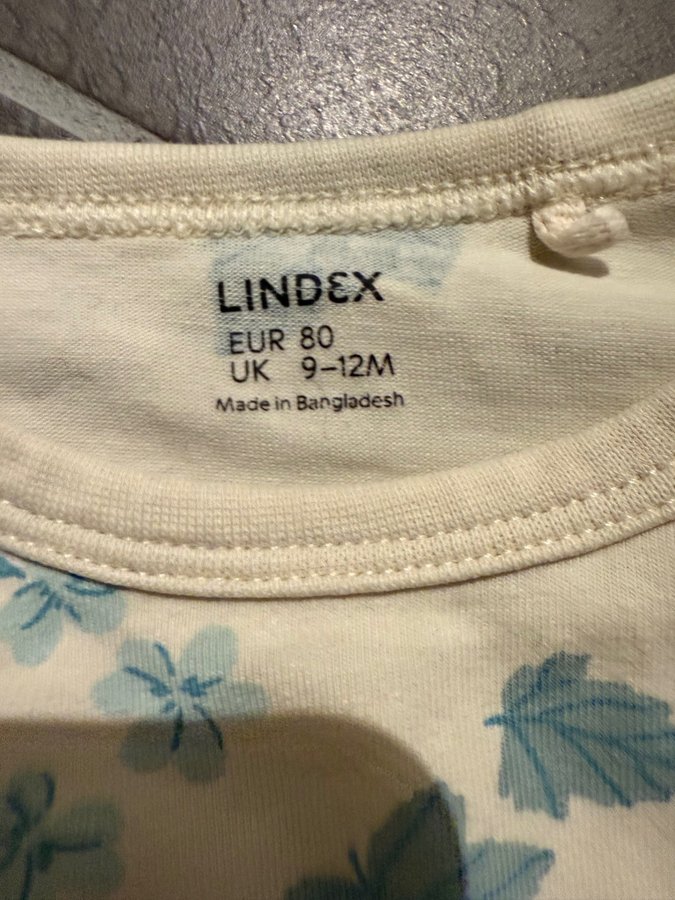 LINDEX
EUR 80
UK 9-12M
Made in Bangladesh